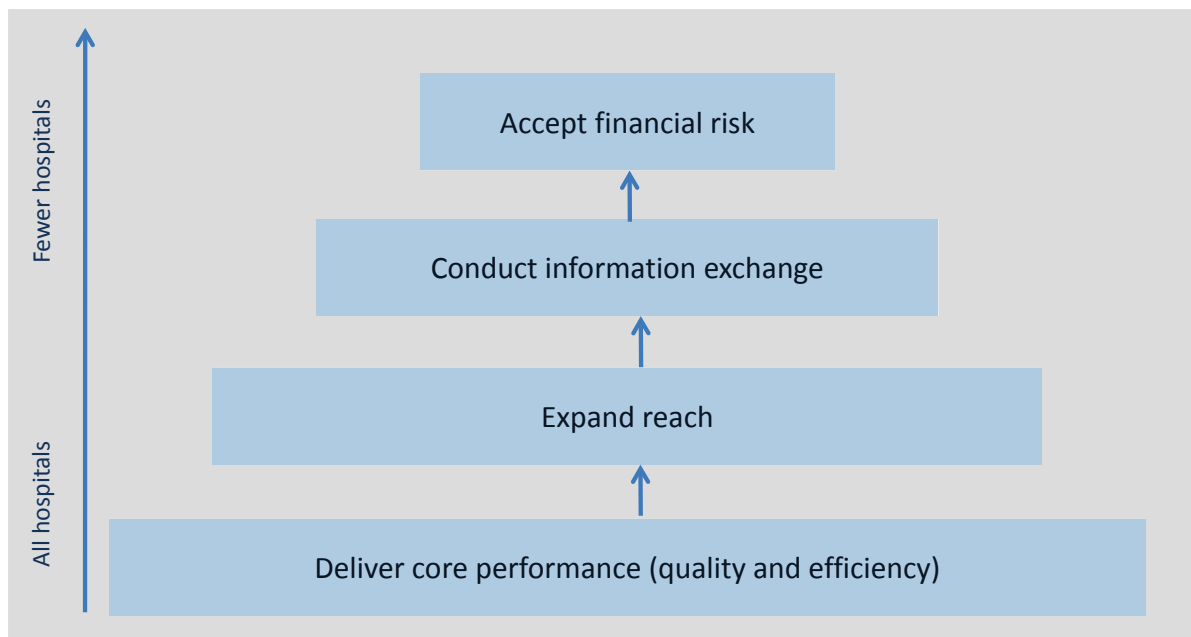 Fewer hospitals
All hospitals
Accept financial risk
Conduct information exchange
Expand reach
Deliver core performance (quality and efficiency)